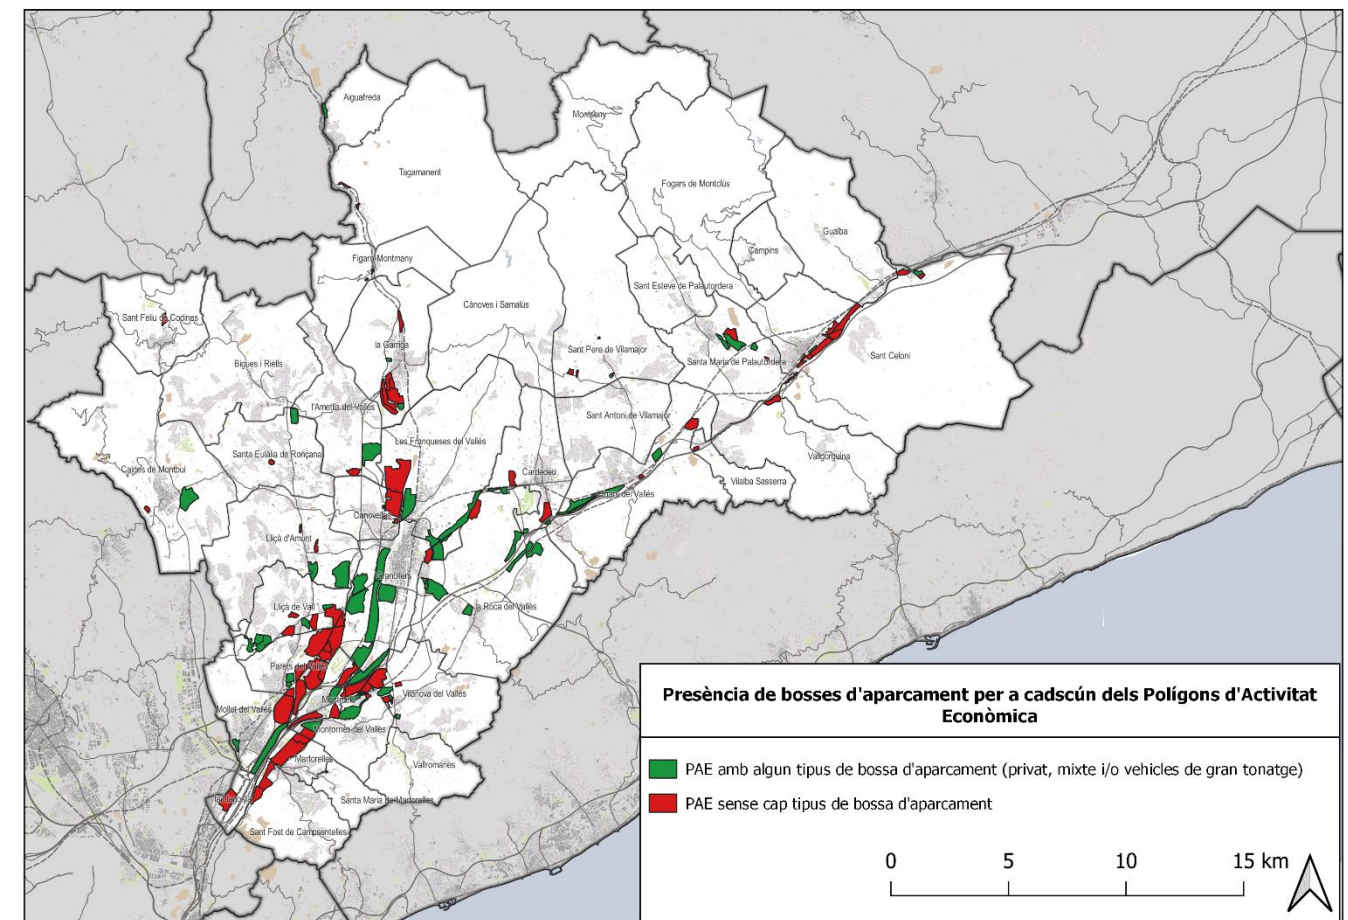 Aiguafreda
Montseny
Tagamanent
Fogars de Montclús
Gualba
Campins
Figaró-Montmany
Sant Esteve de Palautordera
Cànoves i Samalús
Sant Feliu de Codines
la Garriga
Sant Pere de Vilamajor
Sant Celoni
Bigues i Riells
Santa Maria de Palautordera
l'Ametlla del Vallès
Sant Antoni de Vilamajor
Les Franqueses del Vallès
Santa Eulàlia de Ronçana
Vallgorguina
Caldes de Montbui
Cardedeu
Vilalba Sasserra
Llinars del Vallès
Canovelles
Lliçà d'Amunt
Granollers
Lliçà de Vall
la Roca del Vallès
Parets del Vallès
Vilanova del Vallès
Mollet del Vallès
Montornès del Vallès
Martorelles
Vallromanes
Santa Maria de Martorelles
Sant Fost de Campsentelles
Presència de bosses d'aparcament per a cadscún dels Polígons d'Activitat
Econòmica
PAE amb algun tipus de bossa d'aparcament (privat, mixte i/o vehicles de gran tonatge)
PAE sense cap tipus de bossa d'aparcament
0 5 10 15 km